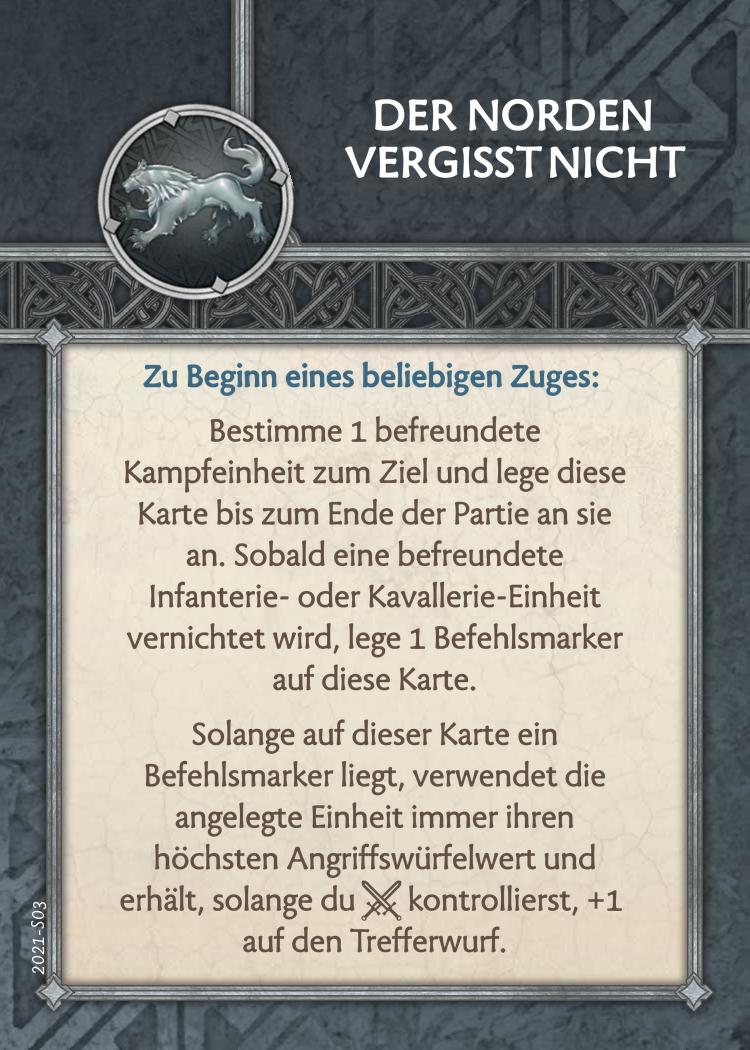 DER NORDEN
VERGISST NICHT
Zu Beginn eines beliebigen Zuges:
Bestimme 1 befreundete
Kampfeinheit zum Ziel und lege diese
Karte bis zum Ende der Partie an sie
an. Sobald eine befreundete
Infanterie- oder Kavallerie-Einheit
vernichtet wird, lege 1 Befehlsmarker
auf diese Karte.
Solange auf dieser Karte ein
Befehlsmarker liegt, verwendet die
angelegte Einheit immer ihren
höchsten Angriffswürfelwert und
erhält, solange du kontrollierst, +1
auf den Trefferwurf.
2021-S03